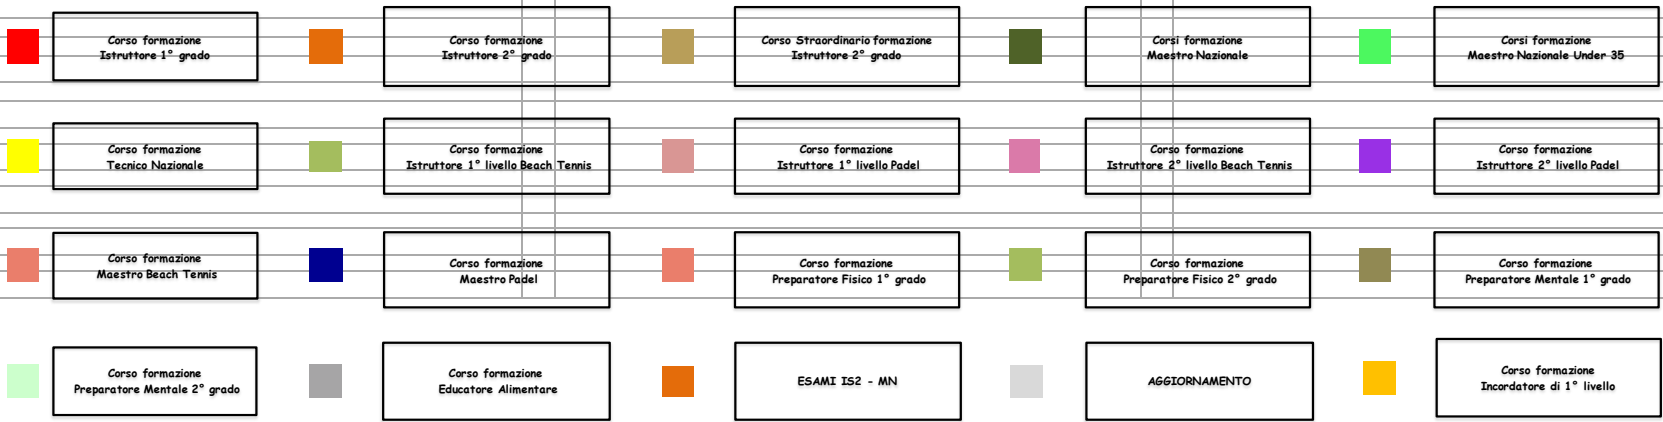 Corso formazione
Istruttore 1° grado
Corso formazione
Istruttore 2° grado
Corso Straordinario formazione
Istruttore 2° grado
Corsi formazione
Maestro Nazionale
Corsi formazione
Maestro Nazionale Under 35
Corso formazione
Tecnico Nazionale
Corso formazione
Istruttore 1° livello Beach Tennis
Corso formazione
Istruttore 1° livello Padel
Corso formazione
Istruttore 2° livello Beach Tennis
Corso formazione
Istruttore 2° livello Padel
Corso formazione
Maestro Beach Tennis
Corso formazione
Maestro Padel
Corso formazione
Preparatore Fisico 1° grado
Corso formazione
Preparatore Fisico 2° grado
Corso formazione
Preparatore Mentale 1° grado
Corso formazione
Preparatore Mentale 2° grado
Corso formazione
Educatore Alimentare
ESAMI IS2 - MN
AGGIORNAMENTO
Corso formazione
Incordatore di 1° livello